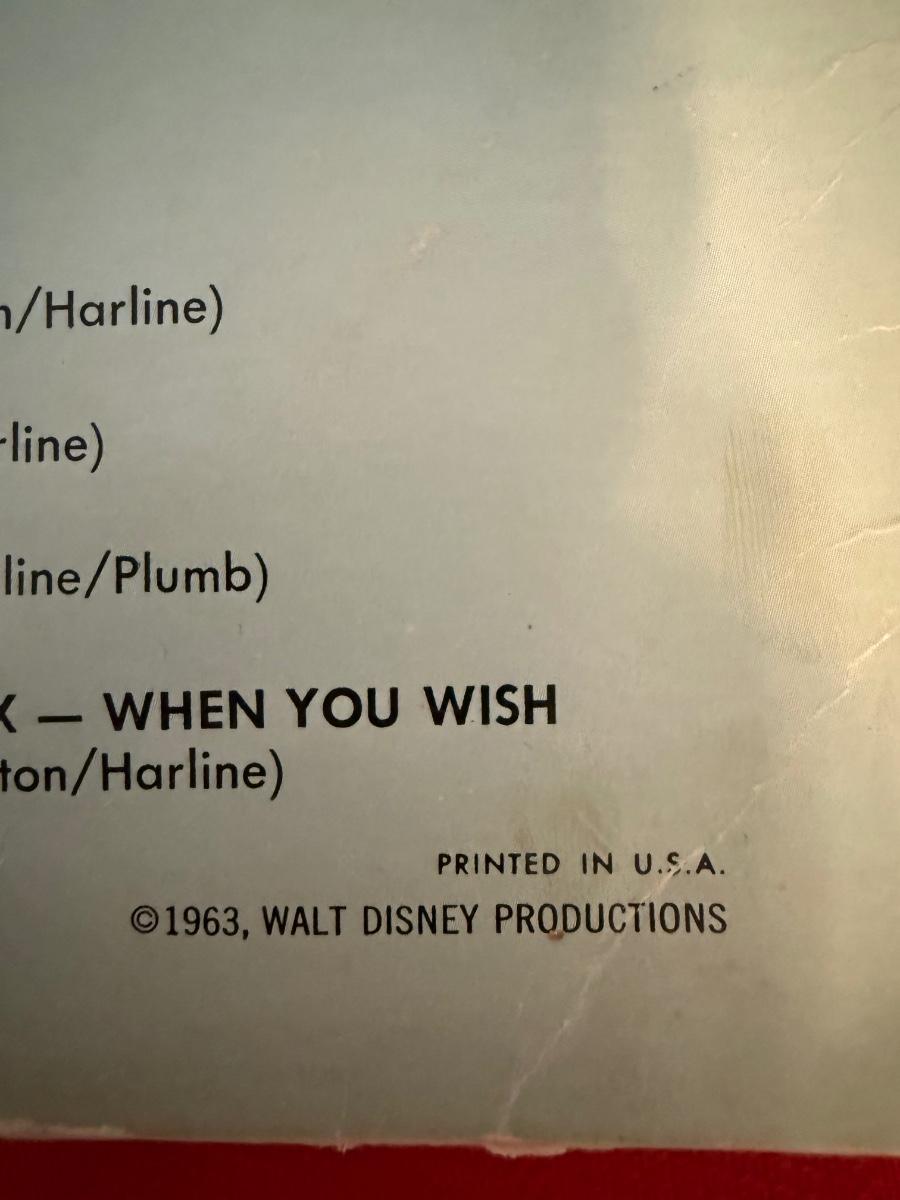 n/Harline)
rline)
line/Plumb)
X — WHEN YOU WISH
ton/Harline)
PRINTED IN U.S.A.
©1963, WALT DISNEY PRODUCTIONS